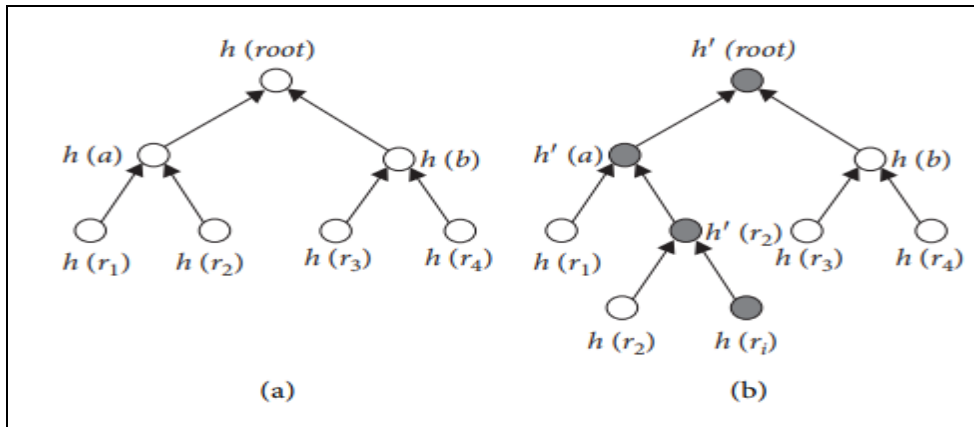 h (root)
h' (root)
h (a)
h (b)
h' (a)
h (b)
h (r₁)
h (r₂)
h (r₃)
h (r₄)
h (r₁)
h' (r₂)
h (r₃)
h (r₄)
h (r₂)
h (rᵢ)
(a)
(b)